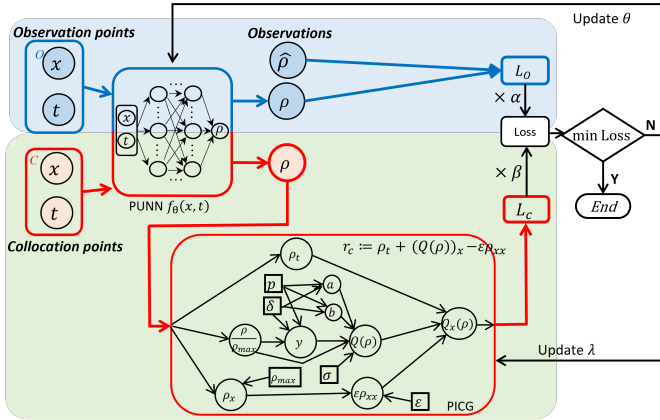 Update θ
Observation points
Observations
O
x
t
ρ̂
ρ
x
t
ρ
L_O
× α
Loss
min Loss
N
Y
End
× β
L_c
C
x
t
ρ
PUNN f_θ(x, t)
Collocation points
r_c ≔ ρ_t + (Q(ρ))_x −ερ_xx
ρ_t
p
a
δ
b
ρ/ρ_max
y
Q(ρ)
Q_x(ρ)
σ
ρ_max
ρ_x
ερ_xx
ε
PICG
Update λ